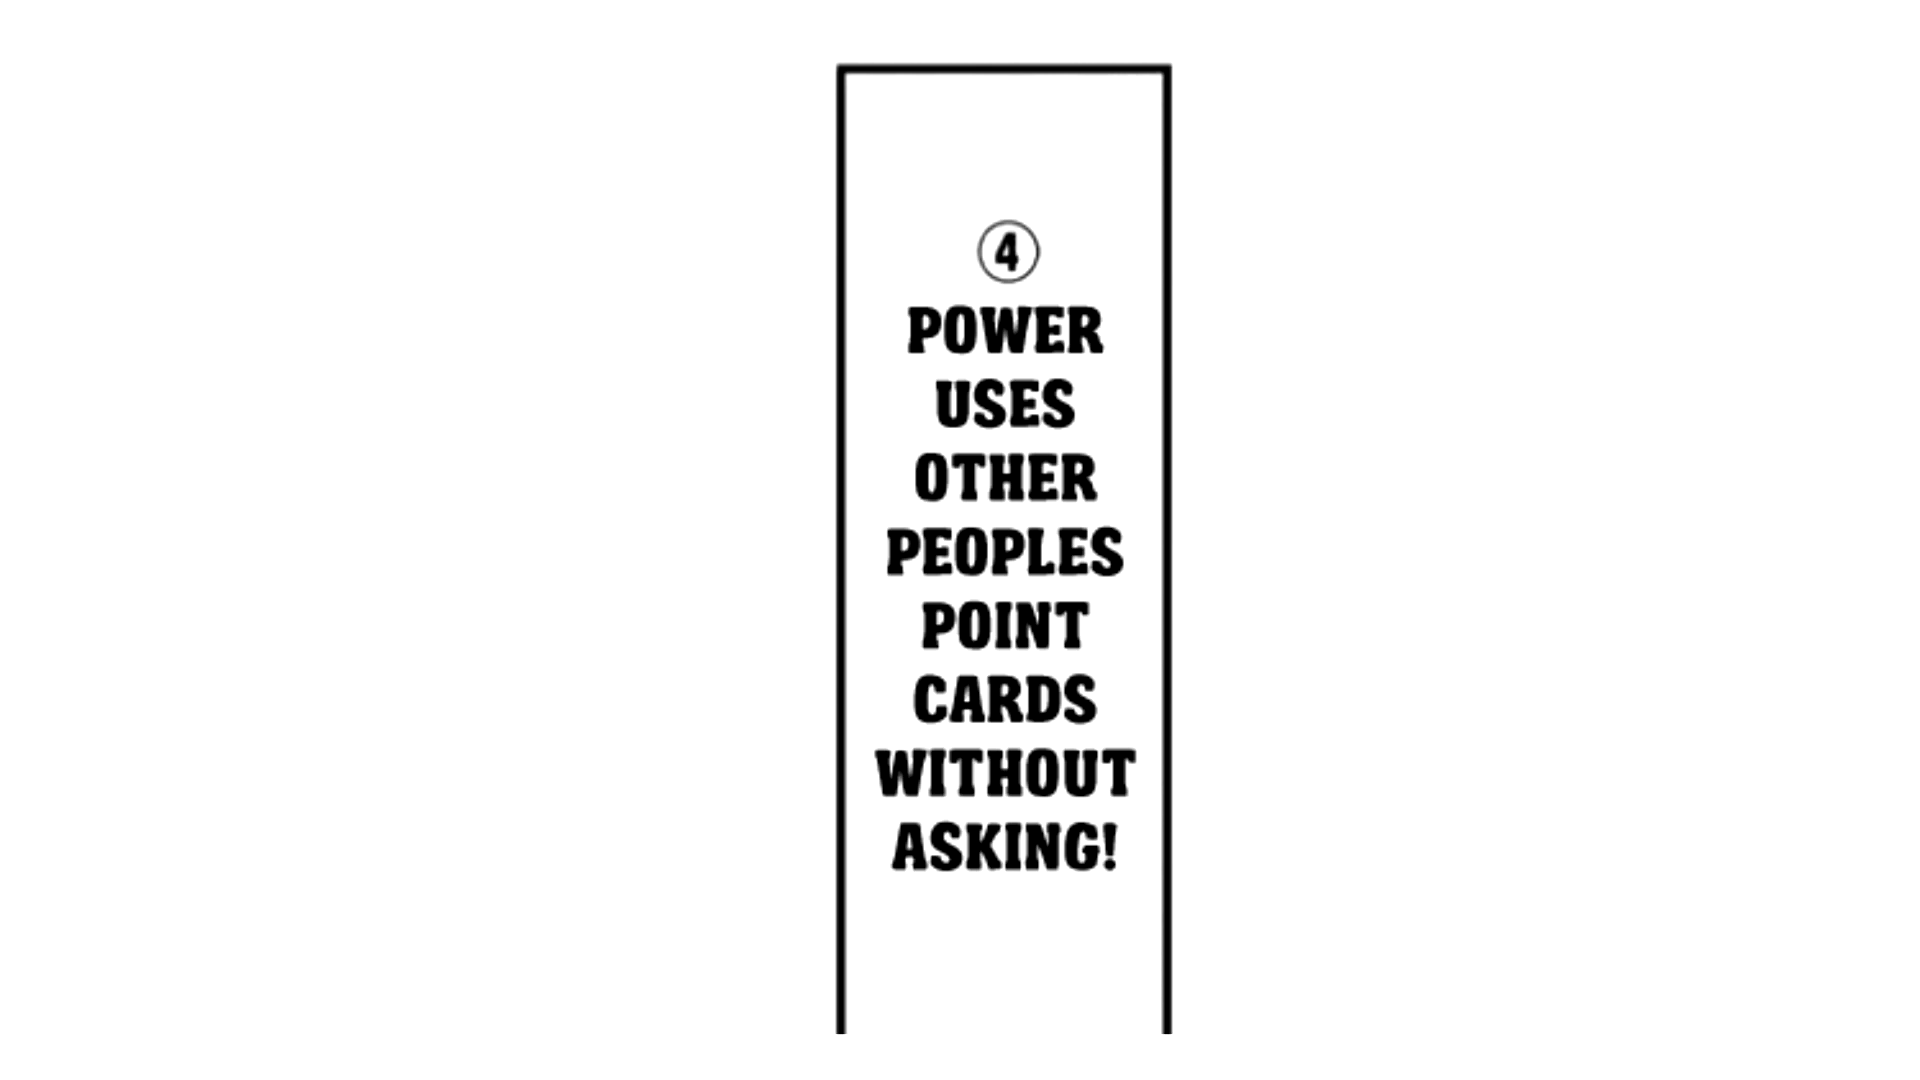 ④
POWER
USES
OTHER
PEOPLES
POINT
CARDS
WITHOUT
ASKING!